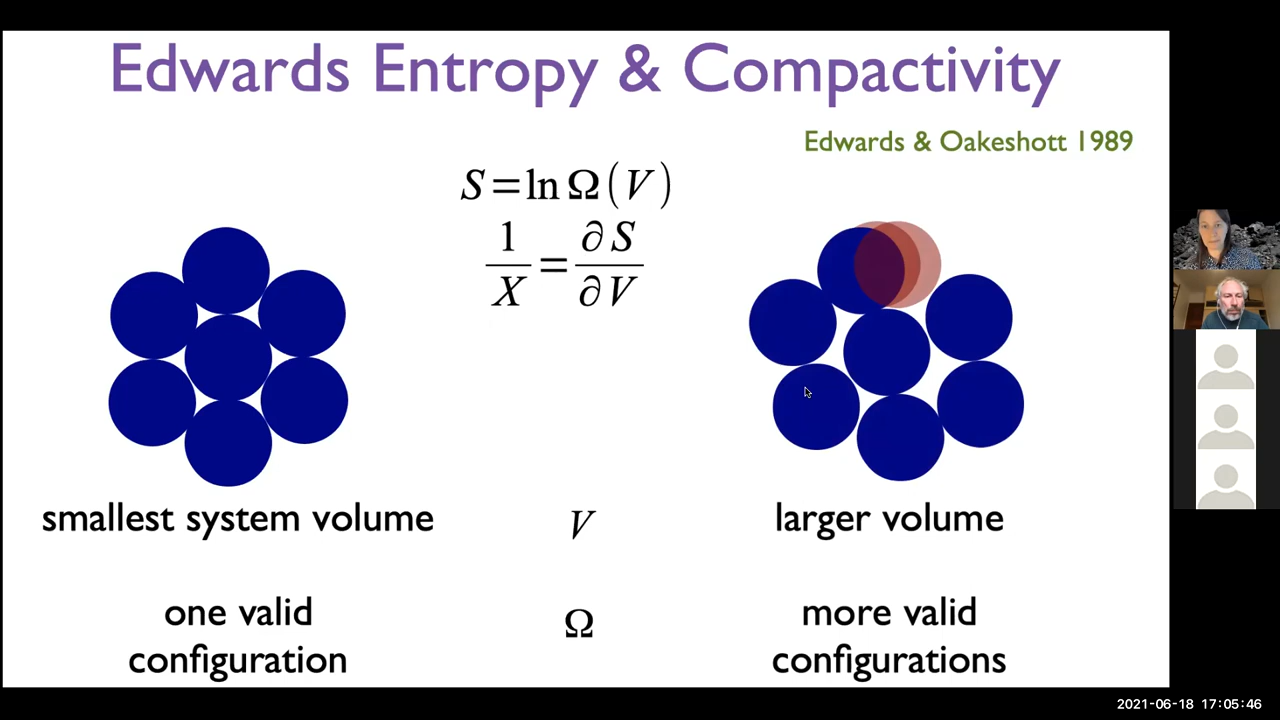 Edwards Entropy & Compactivity
Edwards & Oakeshott 1989
S=ln Ω(V)
1/X = ∂S/∂V
smallest system volume
V
larger volume
one valid
configuration
Ω
more valid
configurations
2021-06-18 17:05:46